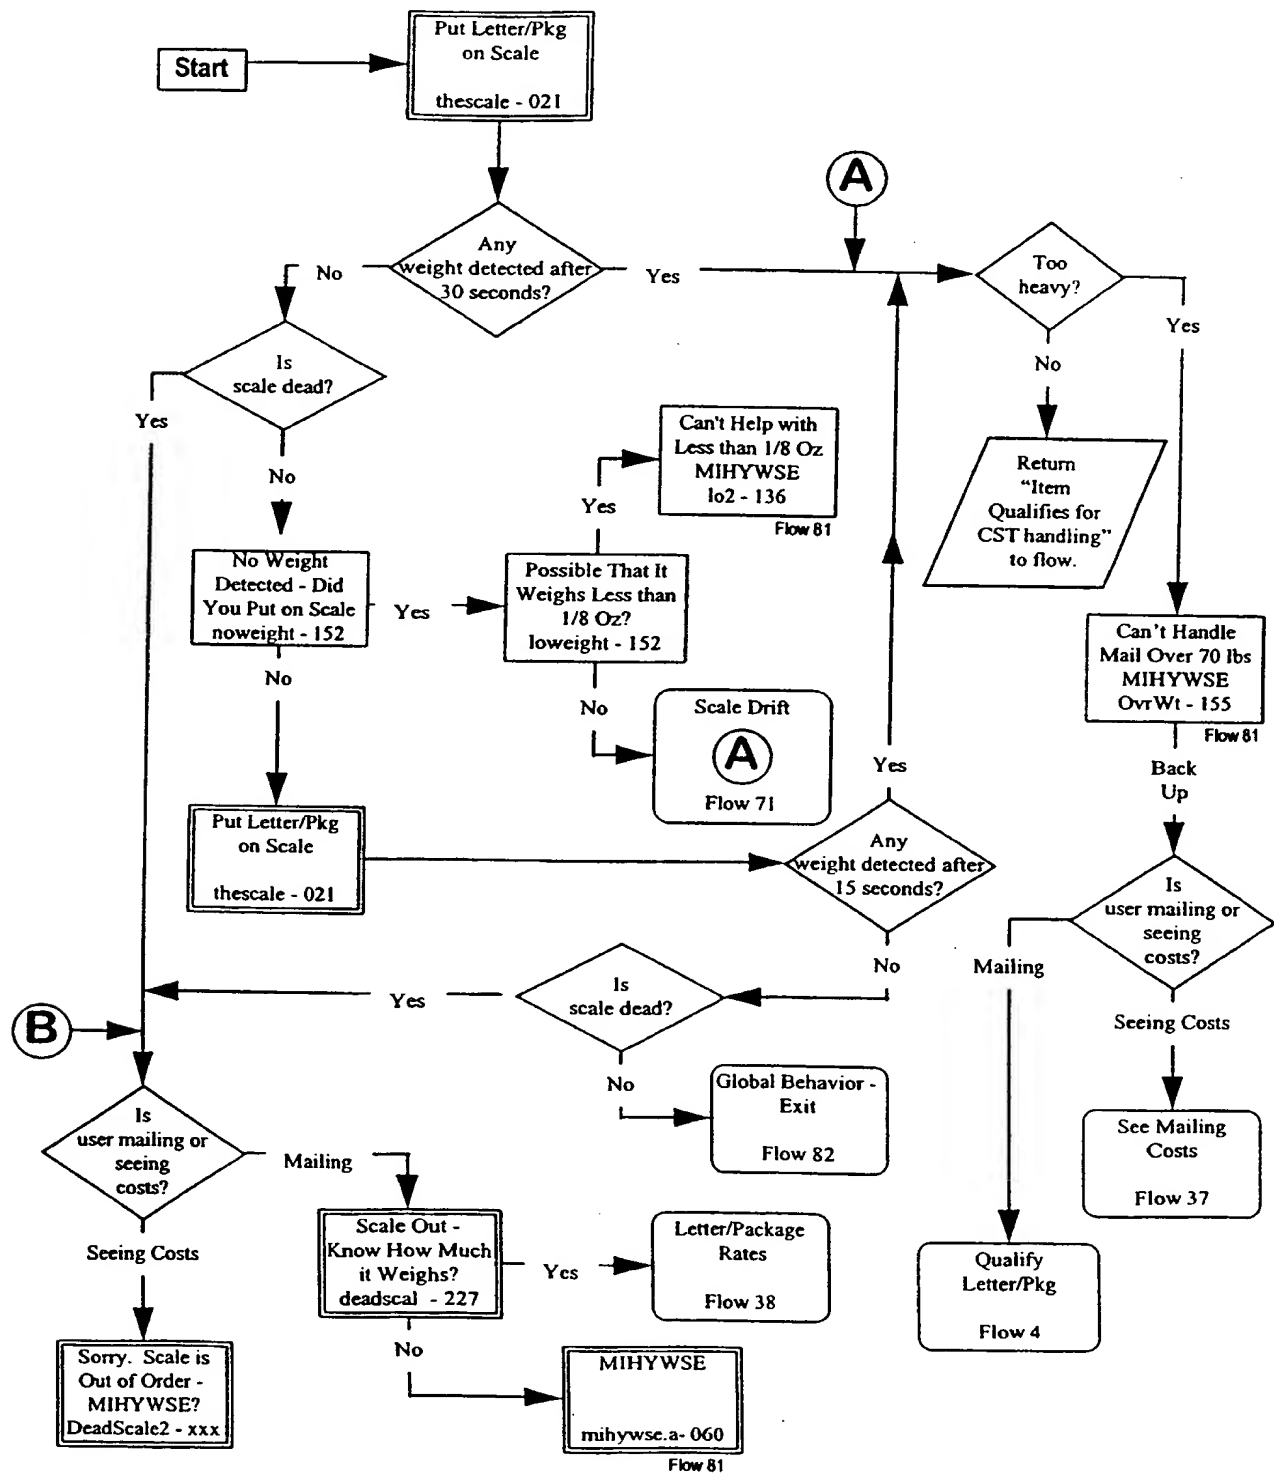 Start
Put Letter/Pkg
on Scale
thescale - 021
A
Any
weight detected after
30 seconds?
No
Yes
Too
heavy?
Yes
No
Is
scale dead?
Yes
No
Can't Help with
Less than 1/8 Oz
MIHYWSE
lo2 - 136
Flow 81
Yes
Return
“Item
Qualifies for
CST handling”
to flow.
No Weight
Detected - Did
You Put on Scale
noweight - 152
Yes
Possible That It
Weighs Less than
1/8 Oz?
loweight - 152
No
No
Can't Handle
Mail Over 70 lbs
MIHYWSE
OvrWt - 155
Flow 81
Scale Drift
A
Flow 71
Yes
Back
Up
Put Letter/Pkg
on Scale
thescale - 021
Any
weight detected after
15 seconds?
Is
user mailing or
seeing
costs?
No
Mailing
Is
scale dead?
Yes
B
Seeing Costs
No
Global Behavior -
Exit
Flow 82
Is
user mailing or
seeing
costs?
Mailing
See Mailing
Costs
Flow 37
Seeing Costs
Scale Out -
Know How Much
it Weighs?
deadscal - 227
Yes
Letter/Package
Rates
Flow 38
Qualify
Letter/Pkg
Flow 4
No
Sorry. Scale is
Out of Order -
MIHYWSE?
DeadScale2 - xxx
MIHYWSE
mihywse.a- 060
Flow 81